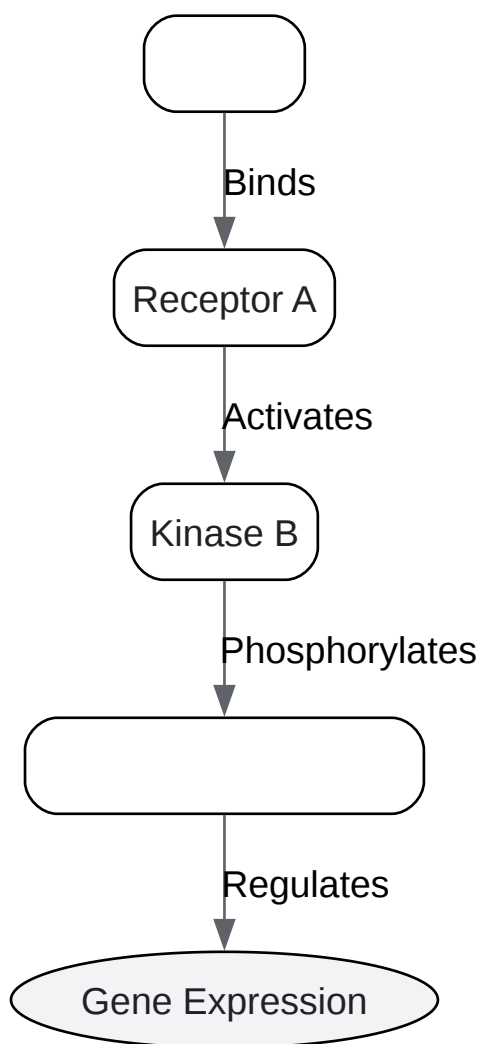 Binds
Receptor A
Activates
Kinase B
Phosphorylates
Regulates
Gene Expression